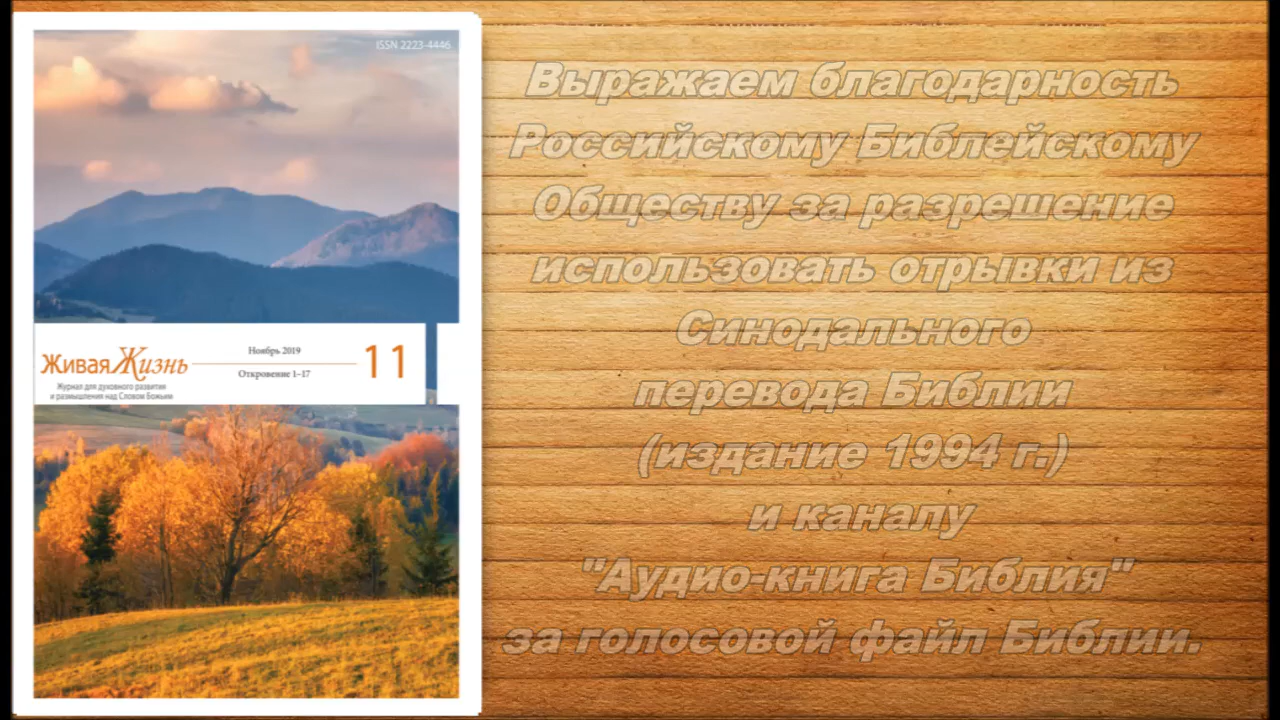 ISSN 2223-4446
ЖиваяЖизнь
Журнал для духовного развития
и размышления над Словом Божьим
Ноябрь 2019
Откровение 1–17
11
Выражаем благодарность
Российскому Библейскому
Обществу за разрешение
использовать отрывки из
Синодального
перевода Библии
(издание 1994 г.)
и каналу
"Аудио-книга Библия"
за голосовой файл Библии.